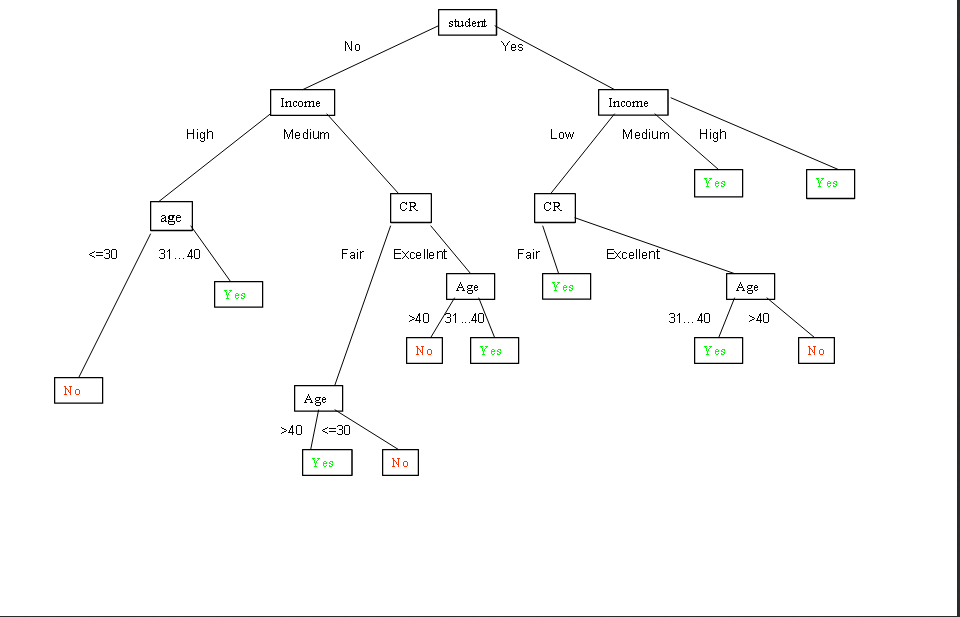 student
No
Yes
Income
Income
High
Medium
Low
Medium
High
Yes
Yes
age
CR
CR
<=30
31...40
Fair
Excellent
Fair
Excellent
Yes
Age
Yes
Age
>40
31...40
31...40
>40
No
Yes
Yes
No
No
Age
>40
<=30
Yes
No